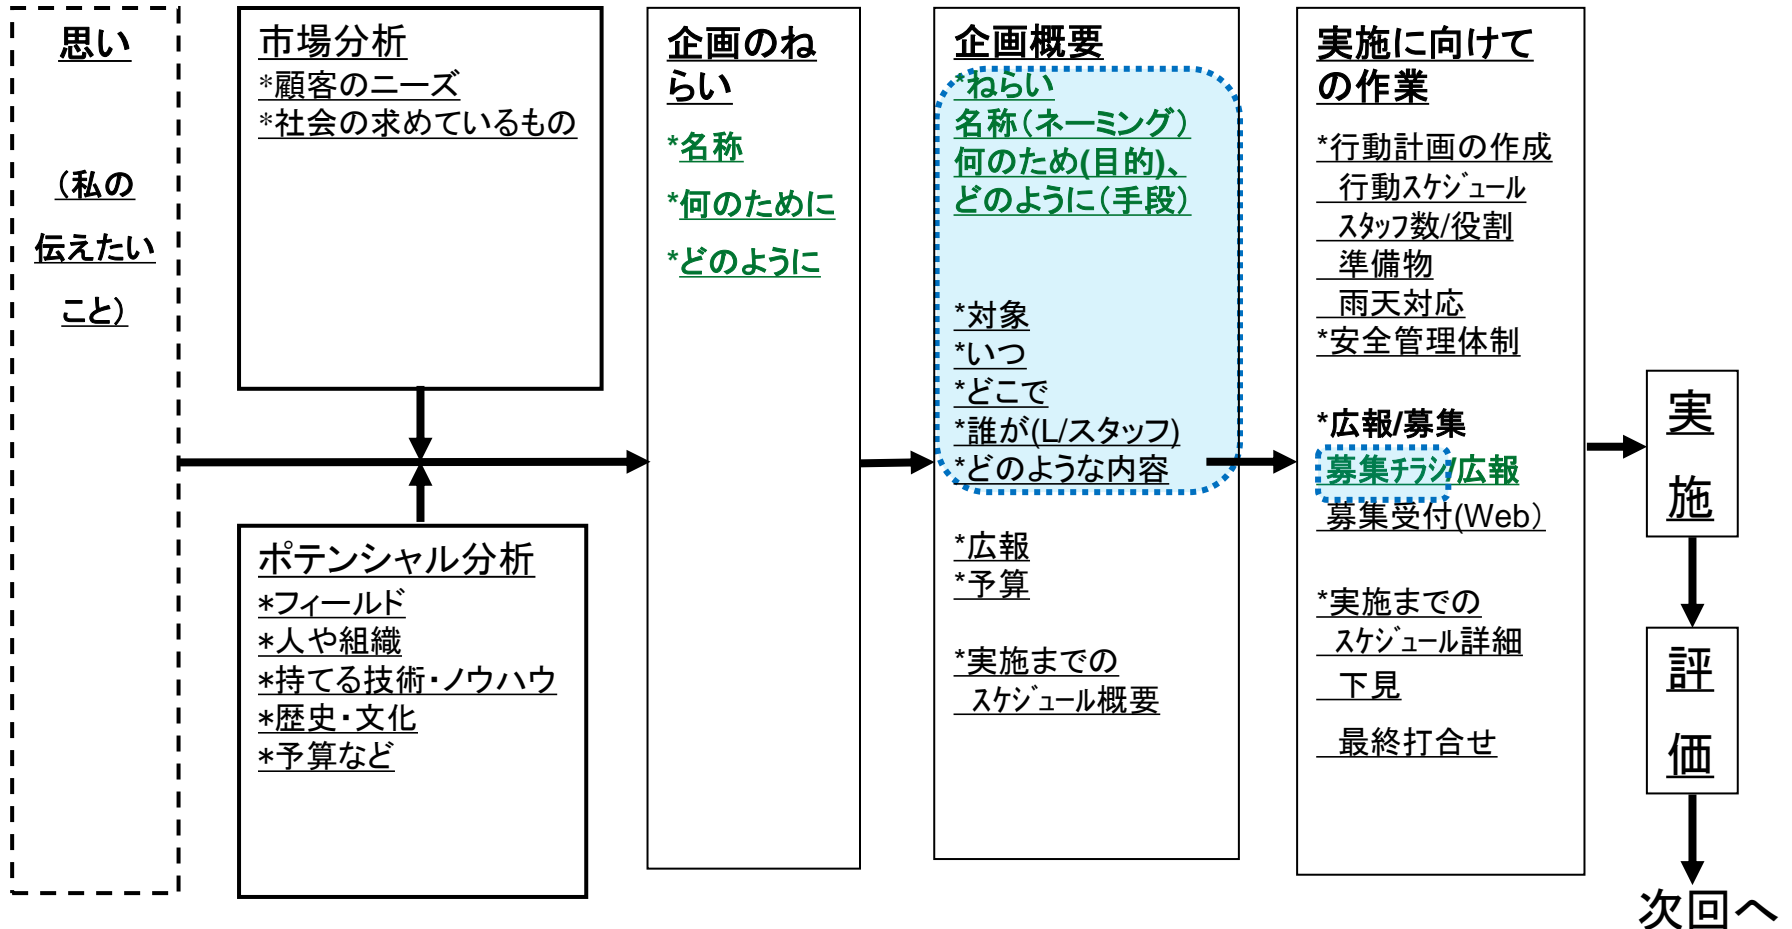 思い
(私の
伝えたい
こと)
市場分析
*顧客のニーズ
*社会の求めているもの
ポテンシャル分析
*フィールド
*人や組織
*持てる技術・ノウハウ
*歴史・文化
*予算など
企画のね
らい
*名称
*何のために
*どのように
企画概要
*ねらい
名称(ネーミング)
何のため(目的)、
どのように(手段)
*対象
*いつ
*どこで
*誰が(L/スタッフ)
*どのような内容
*広報
*予算
*実施までの
スケジュール概要
実施に向けて
の作業
*行動計画の作成
行動スケジュール
スタッフ数/役割
準備物
雨天対応
*安全管理体制
*広報/募集
募集チラシ/広報
募集受付(Web)
*実施までの
スケジュール詳細
下見
最終打合せ
実
施
評
価
次回へ